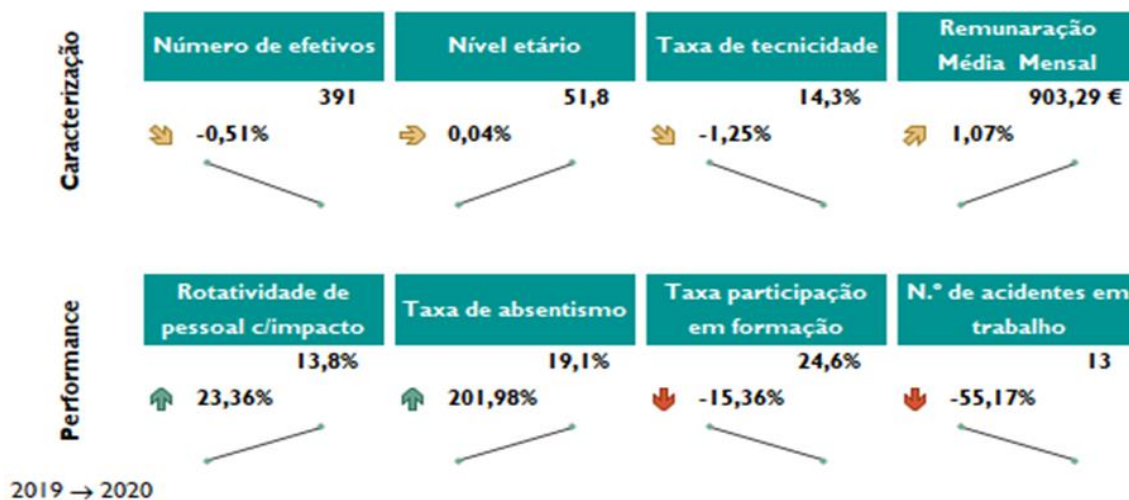 Caracterização
Número de efetivos
391
-0,51%
Nível etário
51,8
0,04%
Taxa de tecnicidade
14,3%
-1,25%
Remunaração
Média Mensal
903,29 €
1,07%
Performance
Rotatividade de
pessoal c/impacto
13,8%
23,36%
Taxa de absentismo
19,1%
201,98%
Taxa participação
em formação
24,6%
-15,36%
N.º de acidentes em
trabalho
13
-55,17%
2019 → 2020